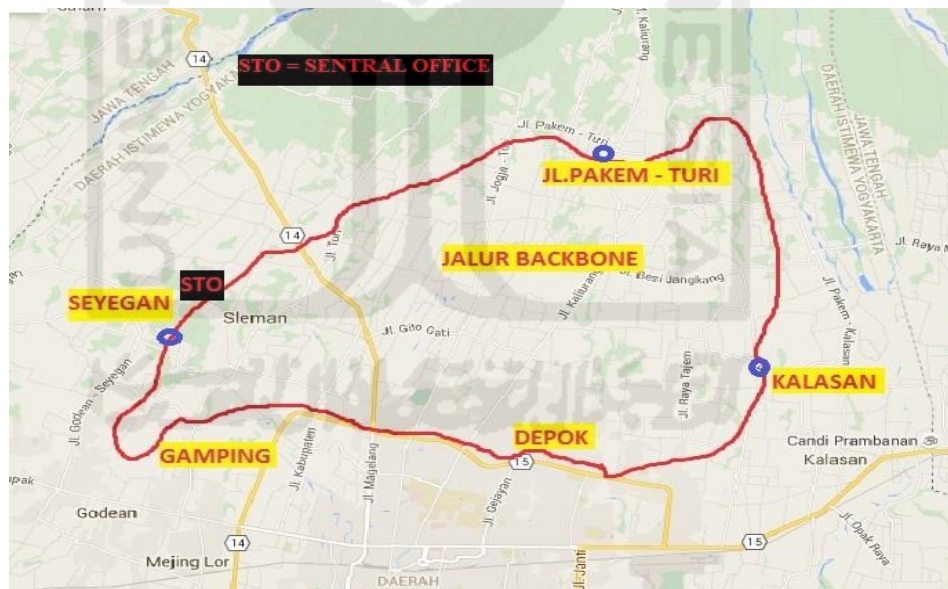 14
STO = SENTRAL OFFICE
Jl. Kaliurang
JAWA TENGAH
DAERAH ISTIMEWA YOGYAKARTA
Jl. Pakem - Turi
JL.PAKEM - TURI
JAWA TENGAH
DAERAH ISTIMEWA YOGYAKARTA
14
Jl. Turi
JALUR BACKBONE
Jl. Besi Jangkang
Jl. Kaliurang
STO
SEYEGAN
Sleman
Jl. Gito Gati
Jl. Pakem - Kalasan
Jl. Godean - Seyegan
Jl. Raya Tajem
KALASAN
GAMPING
DEPOK
15
Candi Prambanan
Kalasan
Jl. Kabupaten
Jl. Magelang
Jl. Gejayan
Godean
14
Mejing Lor
Jl. Janti
15
Jl. Opak Raya
DAERAH